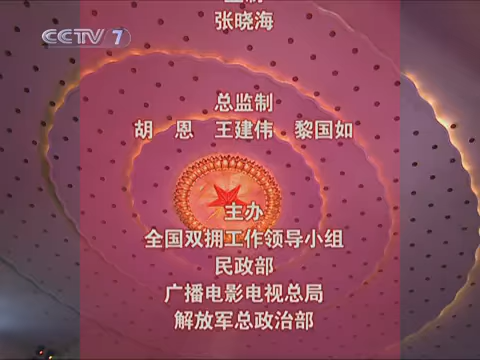 CCTV 7
张晓海
总监制
胡 恩 王建伟 黎国如
主办
全国双拥工作领导小组
民政部
广播电影电视总局
解放军总政治部